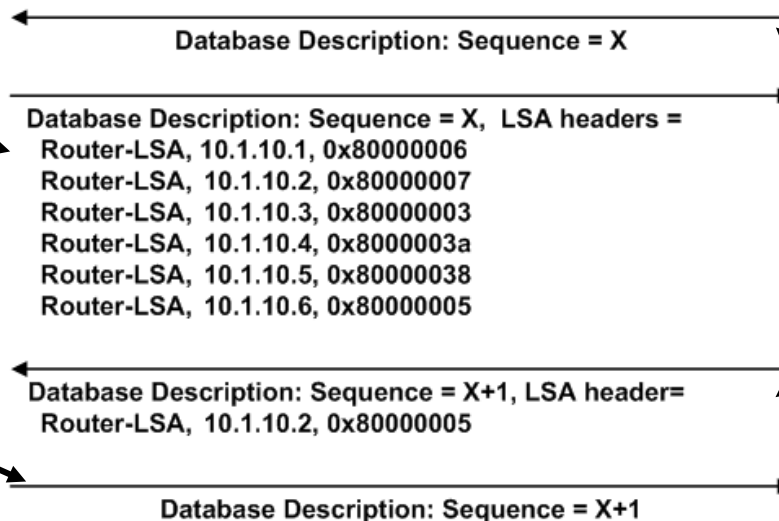 Database Description: Sequence = X
Database Description: Sequence = X, LSA headers =
Router-LSA, 10.1.10.1, 0x80000006
Router-LSA, 10.1.10.2, 0x80000007
Router-LSA, 10.1.10.3, 0x80000003
Router-LSA, 10.1.10.4, 0x8000003a
Router-LSA, 10.1.10.5, 0x80000038
Router-LSA, 10.1.10.6, 0x80000005
Database Description: Sequence = X+1, LSA header=
Router-LSA, 10.1.10.2, 0x80000005
Database Description: Sequence = X+1